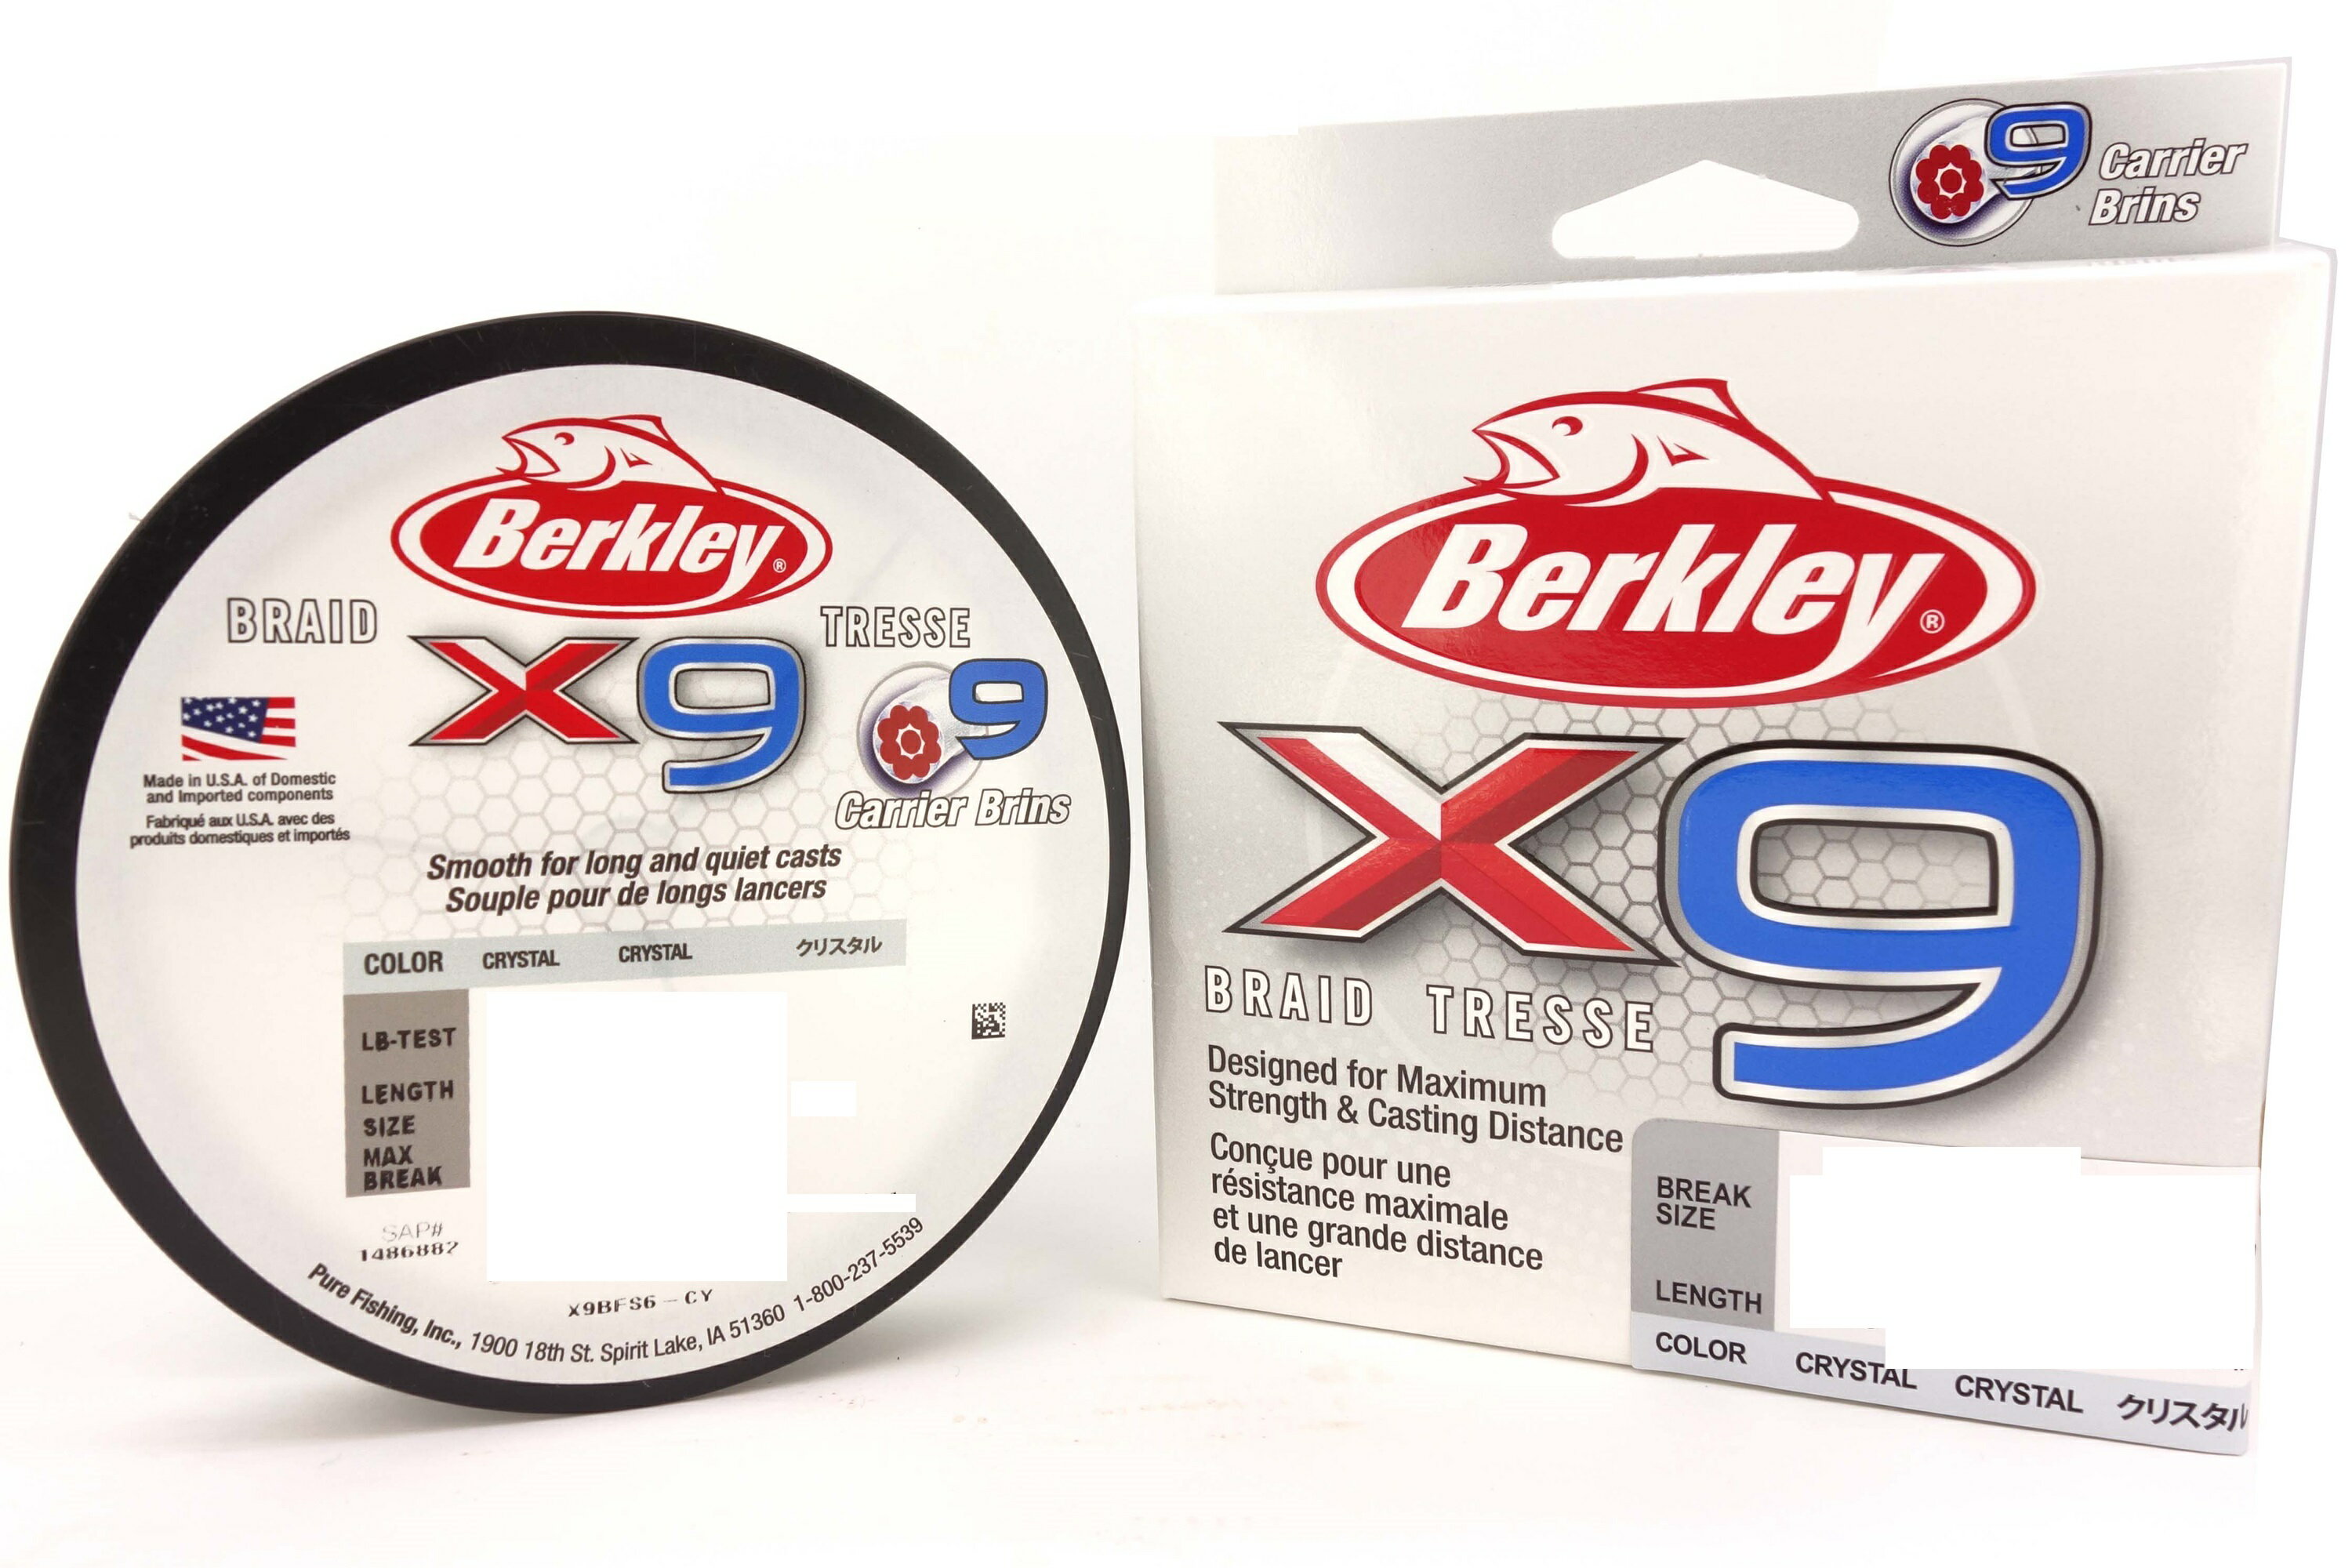 Berkley®
BRAID
TRESSE
X9
9
Carrier Brins
Made in U.S.A. of Domestic
and Imported components
Fabriqué aux U.S.A. avec des
produits domestiques et importés
Smooth for long and quiet casts
Souple pour de longs lancers
COLOR CRYSTAL CRYSTAL クリスタル
LB-TEST
LENGTH
SIZE
MAX
BREAK
SAP#
1486882
X9BFS6-CY
Pure Fishing, Inc., 1900 18th St. Spirit Lake, IA 51360 1-800-237-5539
9 Carrier
Brins
Berkley®
X9
BRAID TRESSE
Designed for Maximum
Strength & Casting Distance
Conçue pour une
résistance maximale
et une grande distance
de lancer
BREAK
SIZE
LENGTH
COLOR CRYSTAL CRYSTAL クリスタル